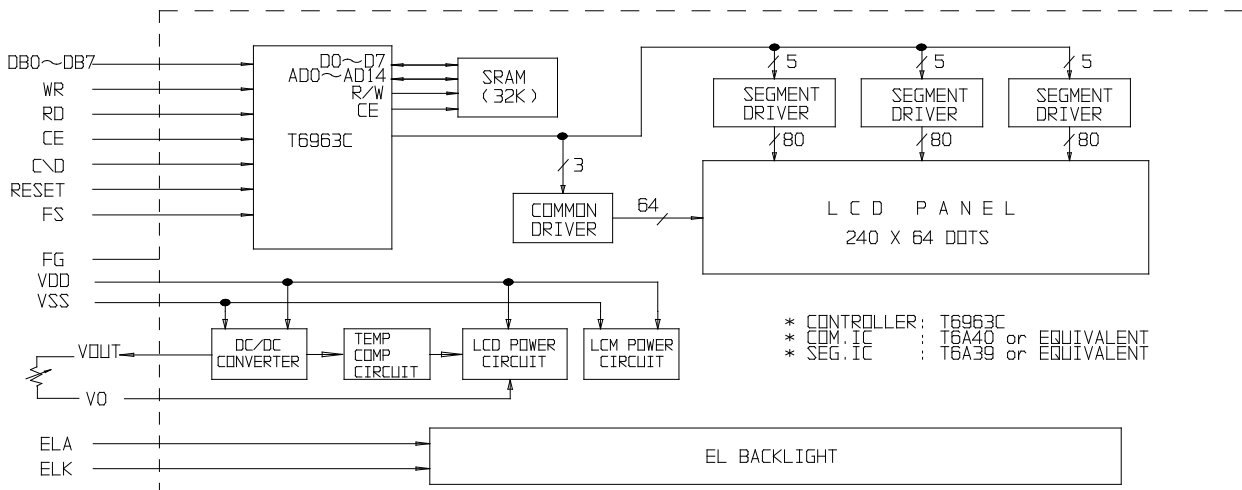 DB0～DB7
WR
RD
CE
C\D
RESET
FS
FG
VDD
VSS
VOUT
VO
ELA
ELK
D0～D7
AD0～AD14
R/W
CE
T6963C
SRAM
(32K)
5
5
5
SEGMENT
DRIVER
SEGMENT
DRIVER
SEGMENT
DRIVER
80
80
80
3
COMMON
DRIVER
64
LCD PANEL
240 X 64 DOTS
DC/DC
CONVERTER
TEMP
COMP
CIRCUIT
LCD POWER
CIRCUIT
LCM POWER
CIRCUIT
* CONTROLLER: T6963C
* COM.IC : T6A40 or EQUIVALENT
* SEG.IC : T6A39 or EQUIVALENT
EL BACKLIGHT